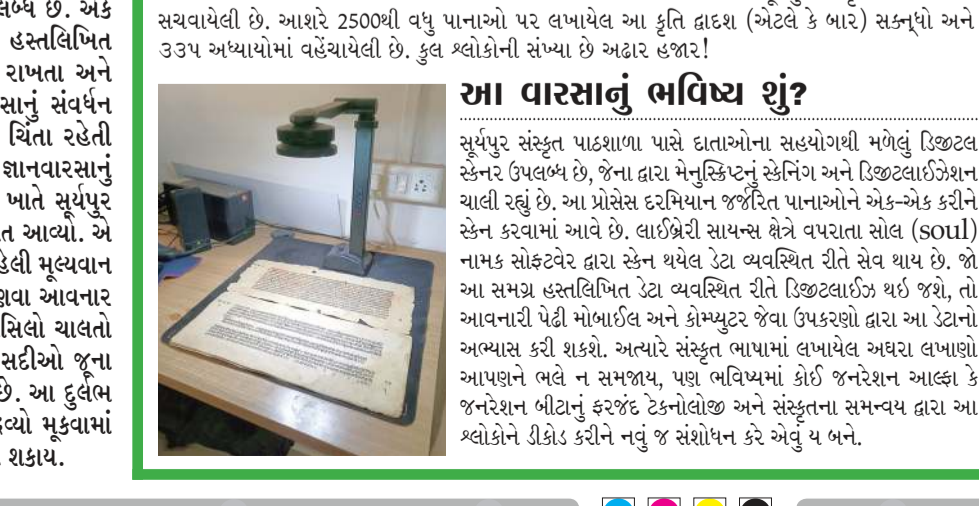 લબ્ધ છે. એક
હસ્તલિખિત
રાખતા અને
સાનું સંવર્ધન
ચિંતા રહેતી
જ્ઞાનવારસાનું
ખાતે સૂર્યપુર
ત આવ્યો. એ
હેલી મૂલ્યવાન
ણવા આવનાર
સિલો ચાલતો
સદીઓ જૂના
છે. આ દુર્લભ
વ્યો મૂકવામાં
શકાય.
સચવાયેલી છે. આશરે 2500થી વધુ પાનાઓ પર લખાયેલ આ કૃતિ દ્વાદશ (એટલે કે બાર) સ્કન્ધો અને
૩૩૫ અધ્યાયોમાં વહેંચાયેલી છે. કુલ શ્લોકોની સંખ્યા છે અઢાર હજાર!
આ વારસાનું ભવિષ્ય શું?
સૂર્યપુર સંસ્કૃત પાઠશાળા પાસે દાતાઓના સહયોગથી મળેલું ડિજીટલ
સ્કેનર ઉપલબ્ધ છે, જેના દ્વારા મેનુસ્ક્રિપ્ટનું સ્કેનિંગ અને ડિજીટલાઈઝેશન
ચાલી રહ્યું છે. આ પ્રોસેસ દરમિયાન જર્જરિત પાનાઓને એક-એક કરીને
સ્કેન કરવામાં આવે છે. લાઈબ્રેરી સાયન્સ ક્ષેત્રે વપરાતા સોલ (soul)
નામક સોફ્ટવેર દ્વારા સ્કેન થયેલ ડેટા વ્યવસ્થિત રીતે સેવ થાય છે. જો
આ સમગ્ર હસ્તલિખિત ડેટા વ્યવસ્થિત રીતે ડિજીટલાઈઝ થઈ જશે, તો
આવનારી પેઢી મોબાઈલ અને કોમ્પ્યુટર જેવા ઉપકરણો દ્વારા આ ડેટાનો
અભ્યાસ કરી શકશે. અત્યારે સંસ્કૃત ભાષામાં લખાયેલ અઘરા લખાણો
આપણને ભલે ન સમજાય, પણ ભવિષ્યમાં કોઈ જનરેશન આલ્ફા કે
જનરેશન બીટાનું ફરજંદ ટેકનોલોજી અને સંસ્કૃતના સમન્વય દ્વારા આ
શ્લોકોને ડીકોડ કરીને નવું જ સંશોધન કરે એવું ય બને.